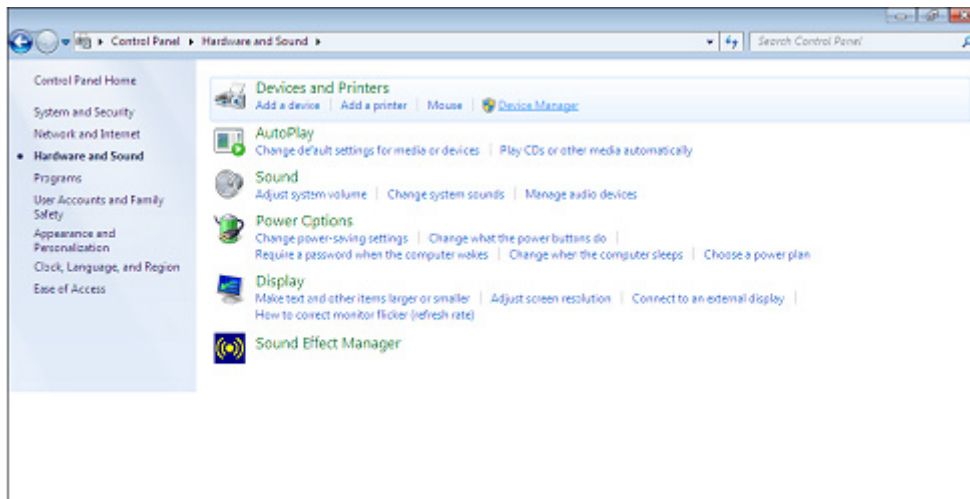 Control Panel Hardware and Sound Search Control Panel
Control Panel Home
System and Security
Network and Internet
Hardware and Sound
Programs
User Accounts and Family
Safety
Appearance and
Personalization
Clock, Language, and Region
Ease of Access
Devices and Printers
Add a device Add a printer Mouse Device Manager
AutoPlay
Change default settings for media or devices Play CDs or other media automatically
Sound
Adjust system volume Change system sounds Manage audio devices
Power Options
Change power-saving settings Change what the power buttons do
Require a password when the computer wakes Change when the computer sleeps Choose a power plan
Display
Make text and other items larger or smaller Adjust screen resolution Connect to an external display
How to correct monitor flicker (refresh rate)
Sound Effect Manager